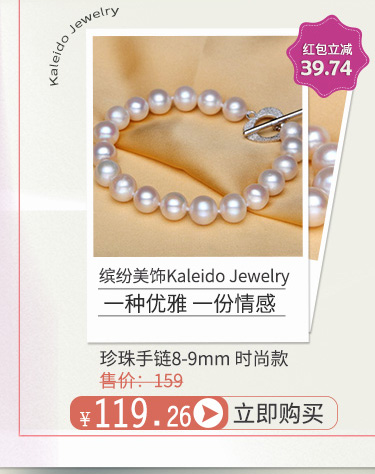 Kaleido Jewelry
红包立减
39.74
缤纷美饰Kaleido Jewelry
一种优雅 一份情感
珍珠手链8-9mm 时尚款
售价：159
¥119.26 立即购买